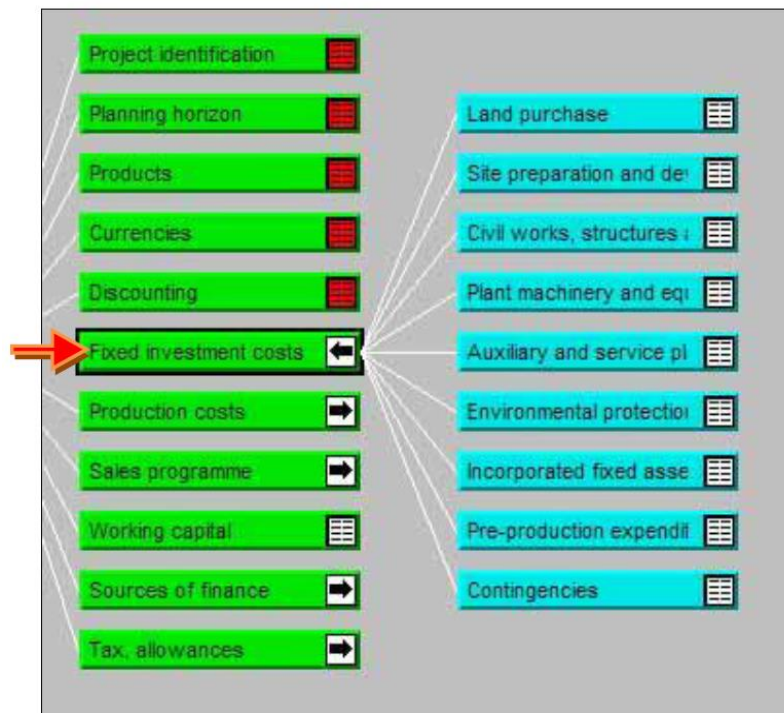 Project identification
Planning horizon
Products
Currencies
Discounting
Fixed investment costs
Production costs
Sales programme
Working capital
Sources of finance
Tax, allowances
Land purchase
Site preparation and de
Civil works, structures
Plant machinery and equ
Auxiliary and service pl
Environmental protection
Incorporated fixed asse
Pre-production expendit
Contingencies